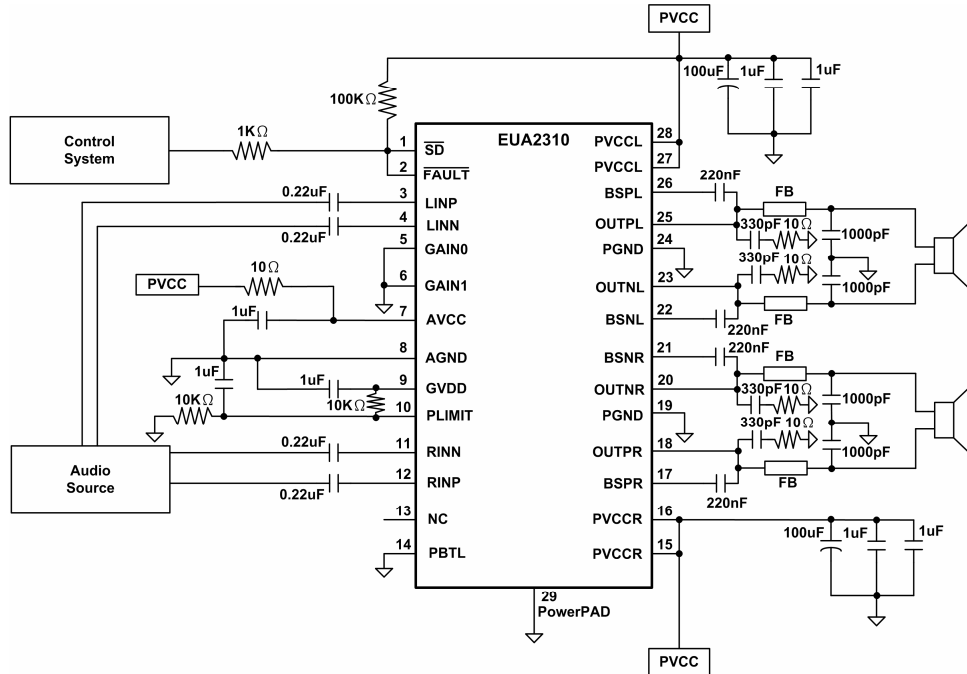 PVCC
100uF 1uF 1uF
100KΩ
Control
System
1KΩ
EUA2310
1 SD
2 FAULT
3 LINP
4 LINN
5 GAIN0
6 GAIN1
7 AVCC
8 AGND
9 GVDD
10 PLIMIT
11 RINN
12 RINP
13 NC
14 PBTL
PVCCL 28
PVCCL 27
BSPL 26
OUTPL 25
PGND 24
OUTNL 23
BSNL 22
BSNR 21
OUTNR 20
PGND 19
OUTPR 18
BSPR 17
PVCCR 16
PVCCR 15
29
PowerPAD
0.22uF
0.22uF
PVCC
10Ω
1uF
1uF
1uF
10KΩ
10KΩ
Audio
Source
0.22uF
0.22uF
220nF
FB
330pF 10Ω
1000pF
330pF 10Ω
1000pF
FB
220nF
220nF
FB
330pF 10Ω
1000pF
330pF 10Ω
1000pF
FB
220nF
100uF 1uF 1uF
PVCC